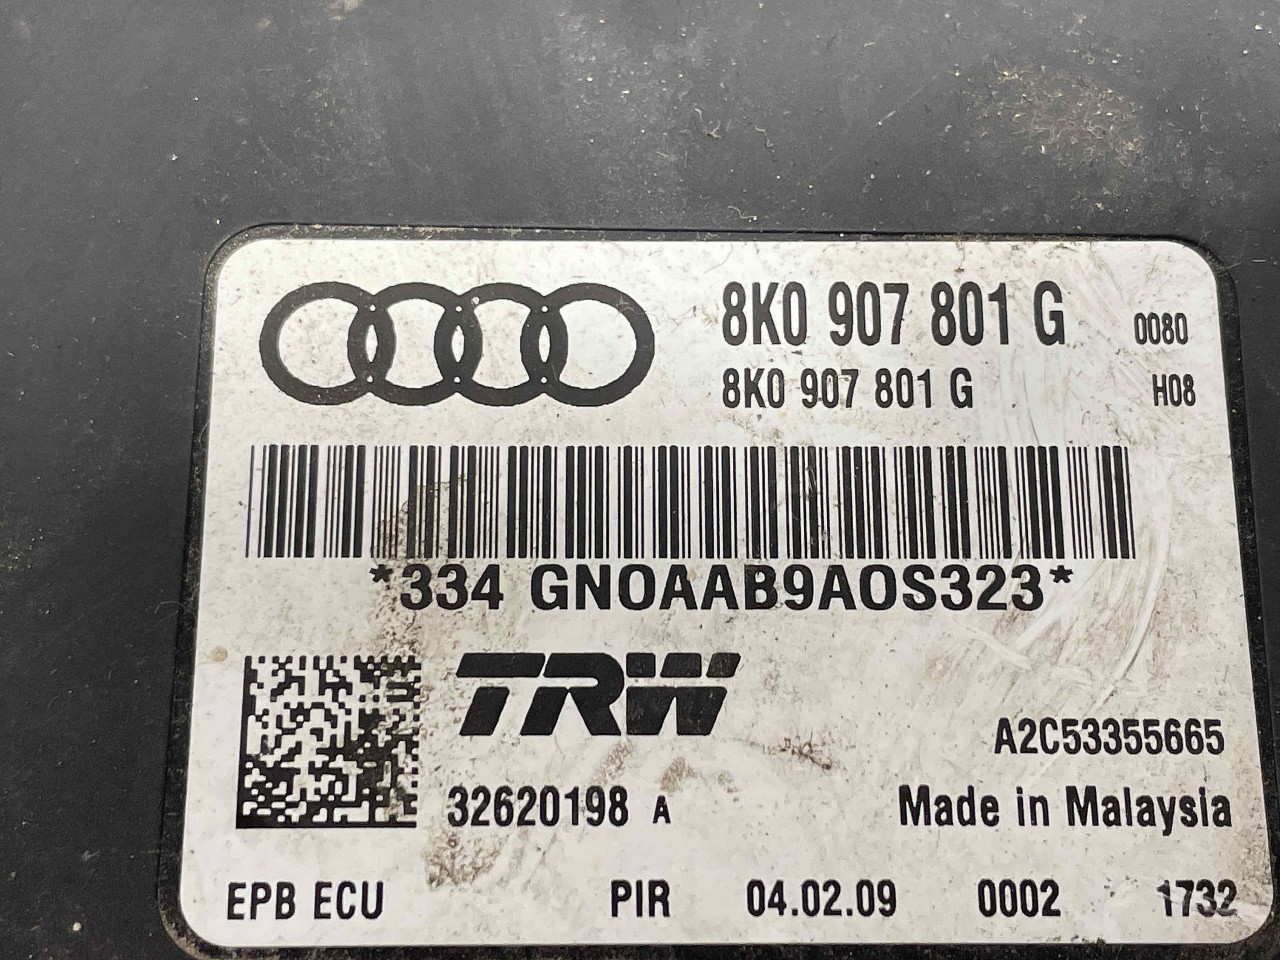 8K0 907 801 G 0080
8K0 907 801 G H08
*334 GNOAAB9AOS323*
TRW
A2C53355665
32620198 A Made in Malaysia
EPB ECU PIR 04.02.09 0002 1732